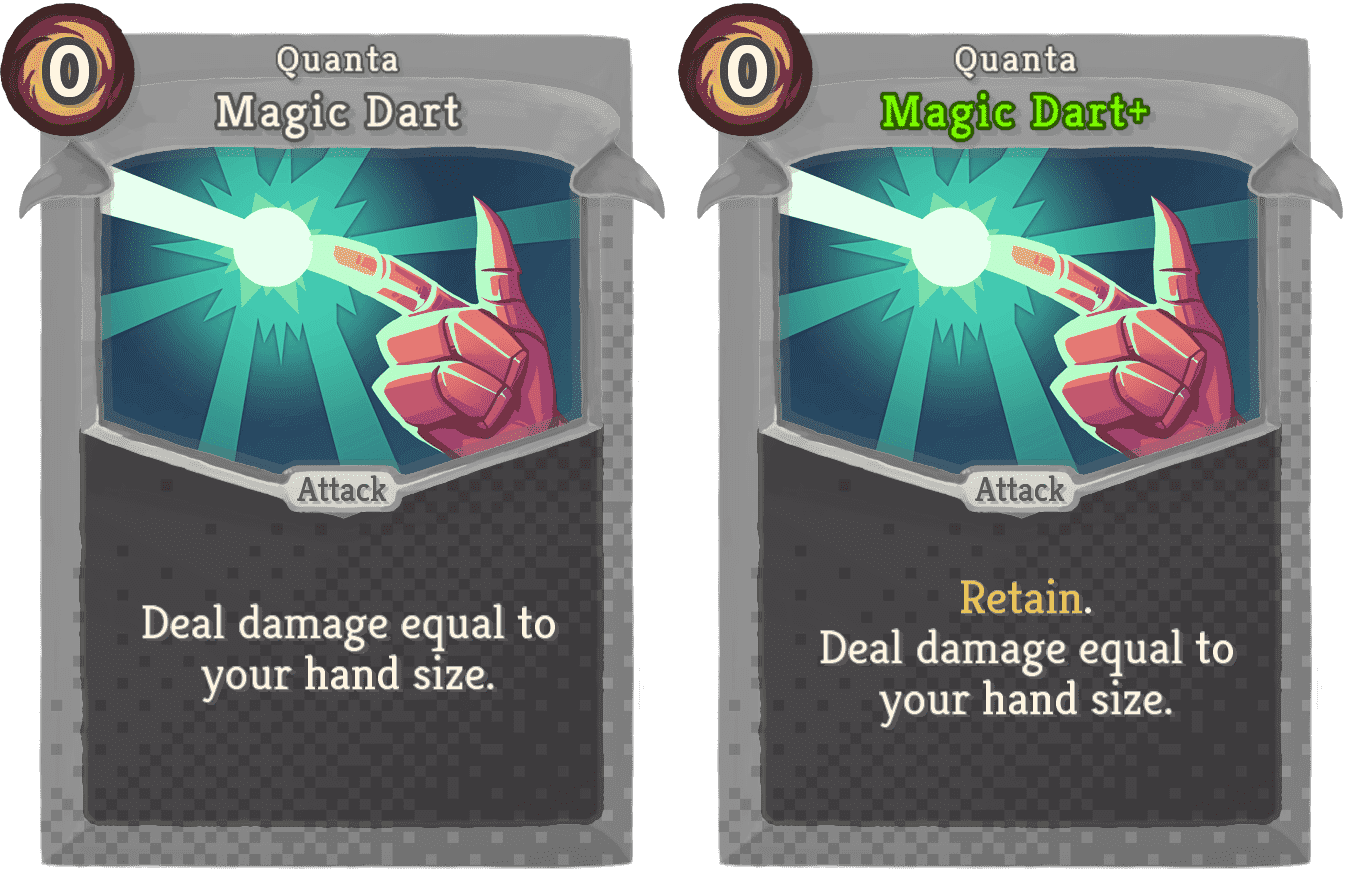 0
Quanta
Magic Dart
Attack
Deal damage equal to
your hand size.
0
Quanta
Magic Dart+
Attack
Retain.
Deal damage equal to
your hand size.